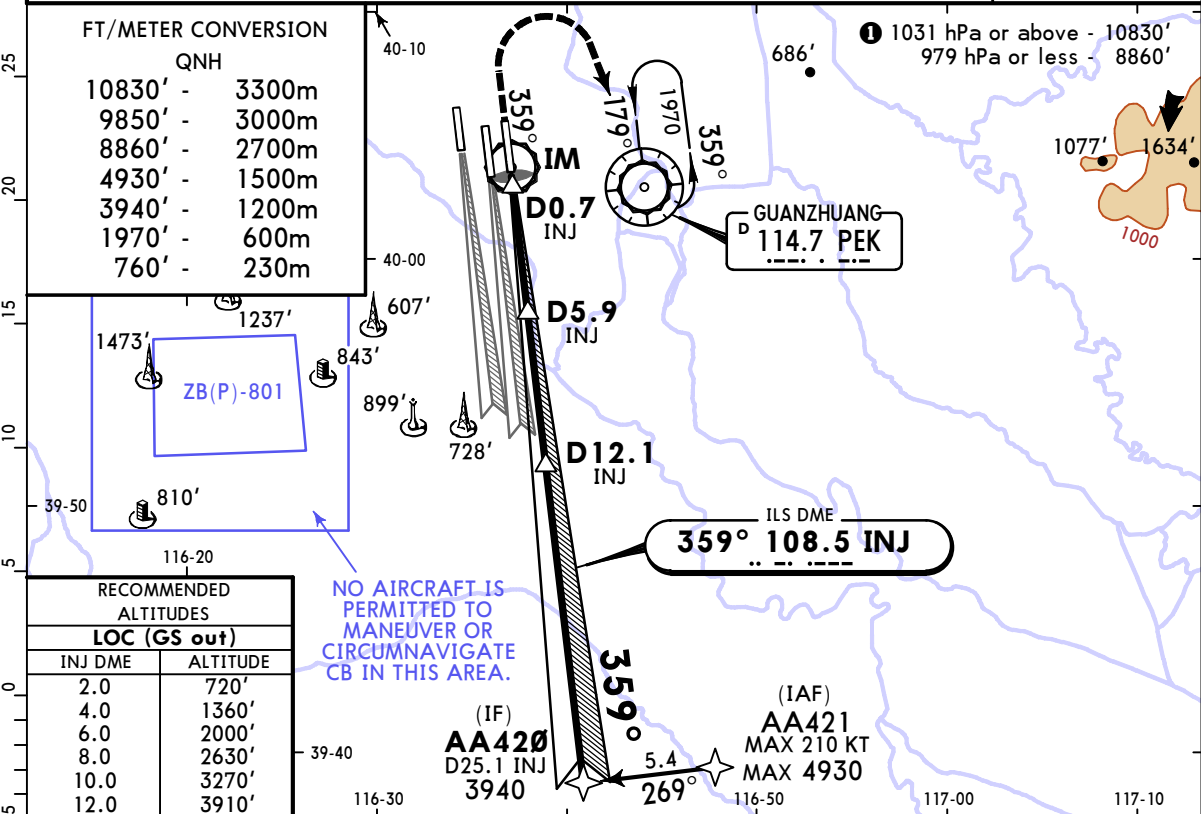 FT/METER CONVERSION
QNH
10830' - 3300m
9850' - 3000m
8860' - 2700m
4930' - 1500m
3940' - 1200m
1970' - 600m
760' - 230m
❶ 1031 hPa or above - 10830'
979 hPa or less - 8860'
40-10
686'
25
359°
179°
1970
359°
1077'
1634'
1000
IM
20
D0.7
INJ
GUANZHUANG
D 114.7 PEK
40-00
15
1237'
607'
D5.9
INJ
1473'
843'
ZB(P)-801
899'
728'
10
D12.1
INJ
810'
39-50
ILS DME
359° 108.5 INJ
116-20
5
NO AIRCRAFT IS
PERMITTED TO
MANEUVER OR
CIRCUMNAVIGATE
CB IN THIS AREA.
RECOMMENDED
ALTITUDES
LOC (GS out)
INJ DME ALTITUDE
2.0 720'
4.0 1360'
6.0 2000'
8.0 2630'
10.0 3270'
12.0 3910'
0
359°
(IF)
AA42Ø
D25.1 INJ
3940
(IAF)
AA421
MAX 210 KT
MAX 4930
5.4
269°
39-40
5
116-30
116-50
117-00
117-10